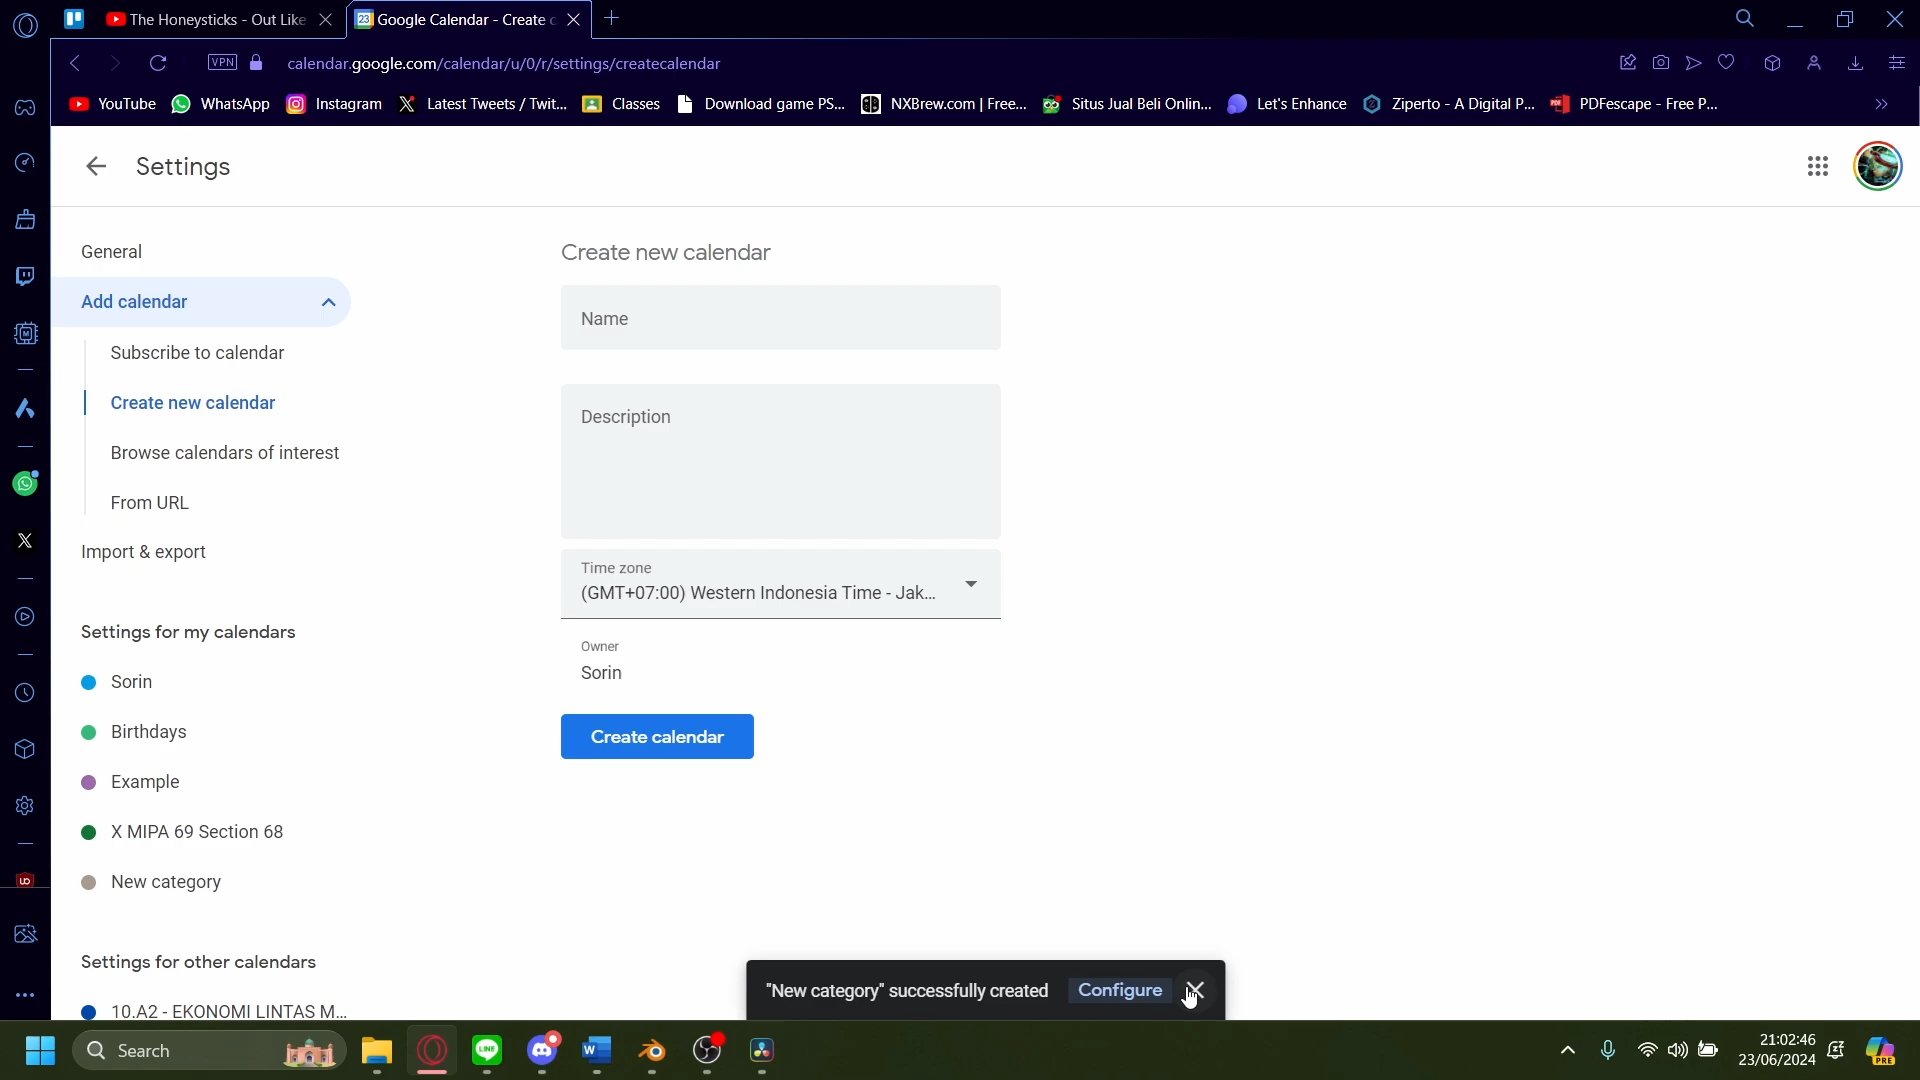 The Honeysticks - Out Like
Google Calendar - Create c
VPN
calendar.google.com/calendar/u/0/r/settings/createcalendar
YouTube
WhatsApp
Instagram
Latest Tweets / Twit...
Classes
Download game PS...
NXBrew.com | Free...
Situs Jual Beli Onlin...
Let's Enhance
Ziperto - A Digital P...
PDFescape - Free P...
Settings
General
Add calendar
Subscribe to calendar
Create new calendar
Browse calendars of interest
From URL
Import & export
Settings for my calendars
Sorin
Birthdays
Example
X MIPA 69 Section 68
New category
Settings for other calendars
10.A2 - EKONOMI LINTAS M...
Create new calendar
Name
Description
Time zone
(GMT+07:00) Western Indonesia Time - Jak...
Owner
Sorin
Create calendar
"New category" successfully created
Configure
Search
21:02:46
23/06/2024